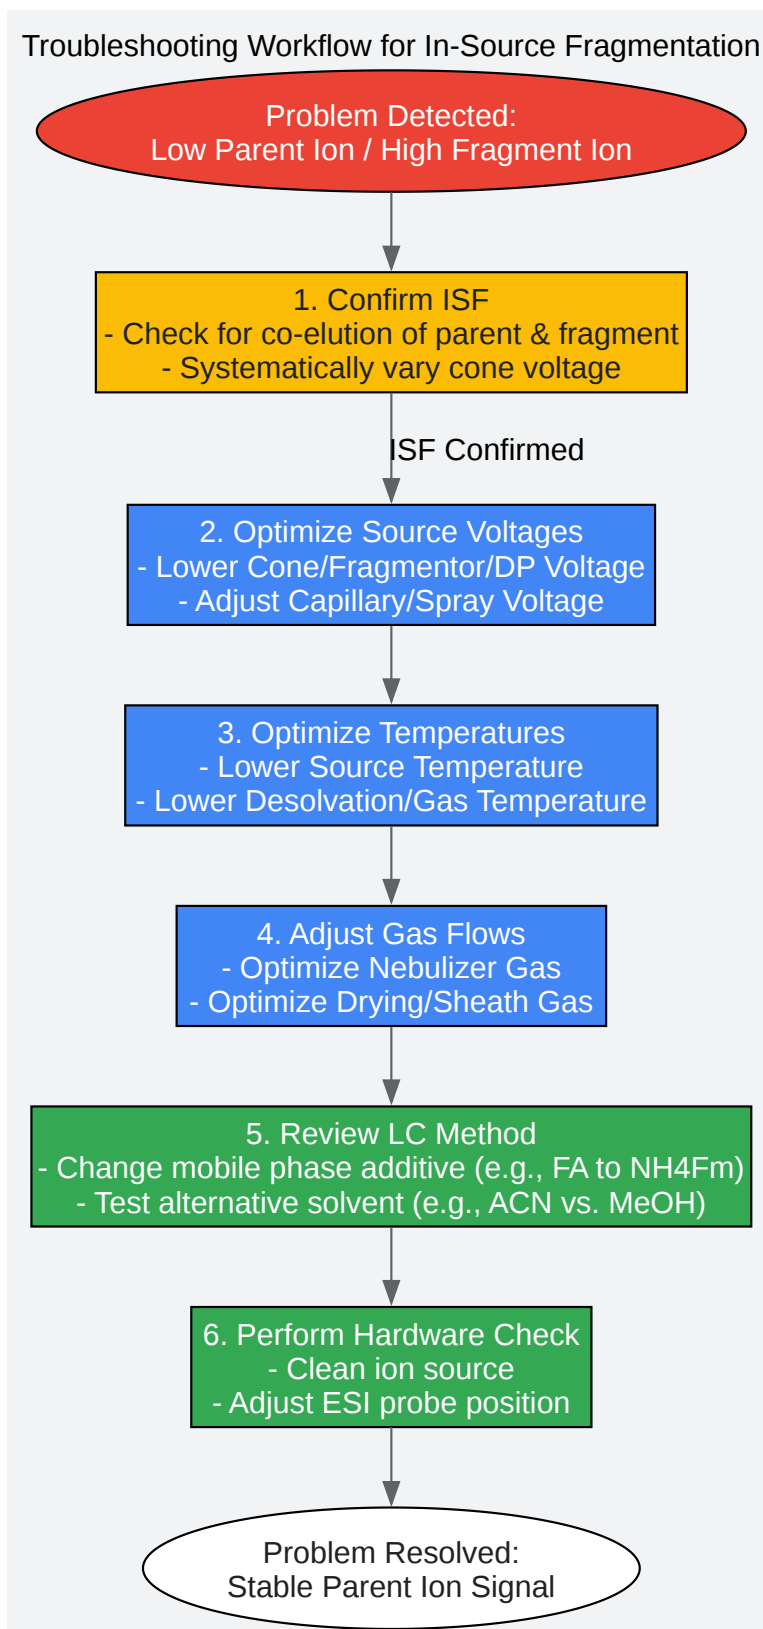 Troubleshooting Workflow for In-Source Fragmentation
Problem Detected:
Low Parent Ion / High Fragment Ion
1. Confirm ISF
- Check for co-elution of parent & fragment
- Systematically vary cone voltage
ISF Confirmed
2. Optimize Source Voltages
- Lower Cone/Fragmentor/DP Voltage
- Adjust Capillary/Spray Voltage
3. Optimize Temperatures
- Lower Source Temperature
- Lower Desolvation/Gas Temperature
4. Adjust Gas Flows
- Optimize Nebulizer Gas
- Optimize Drying/Sheath Gas
5. Review LC Method
- Change mobile phase additive (e.g., FA to NH4Fm)
- Test alternative solvent (e.g., ACN vs. MeOH)
6. Perform Hardware Check
- Clean ion source
- Adjust ESI probe position
Problem Resolved:
Stable Parent Ion Signal